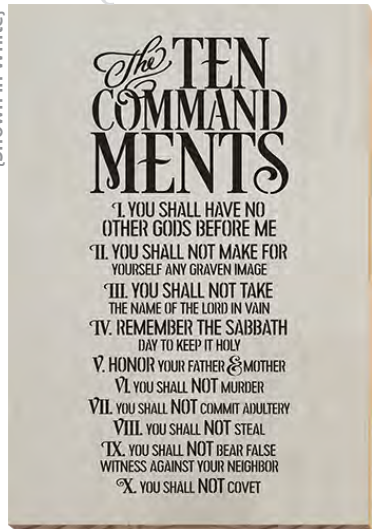 The TEN
COMMAND
MENTS
I. YOU SHALL HAVE NO
OTHER GODS BEFORE ME
II. YOU SHALL NOT MAKE FOR
YOURSELF ANY GRAVEN IMAGE
III. YOU SHALL NOT TAKE
THE NAME OF THE LORD IN VAIN
IV. REMEMBER THE SABBATH
DAY TO KEEP IT HOLY
V. HONOR YOUR FATHER & MOTHER
VI. YOU SHALL NOT MURDER
VII. YOU SHALL NOT COMMIT ADULTERY
VIII. YOU SHALL NOT STEAL
IX. YOU SHALL NOT BEAR FALSE
WITNESS AGAINST YOUR NEIGHBOR
X. YOU SHALL NOT COVET